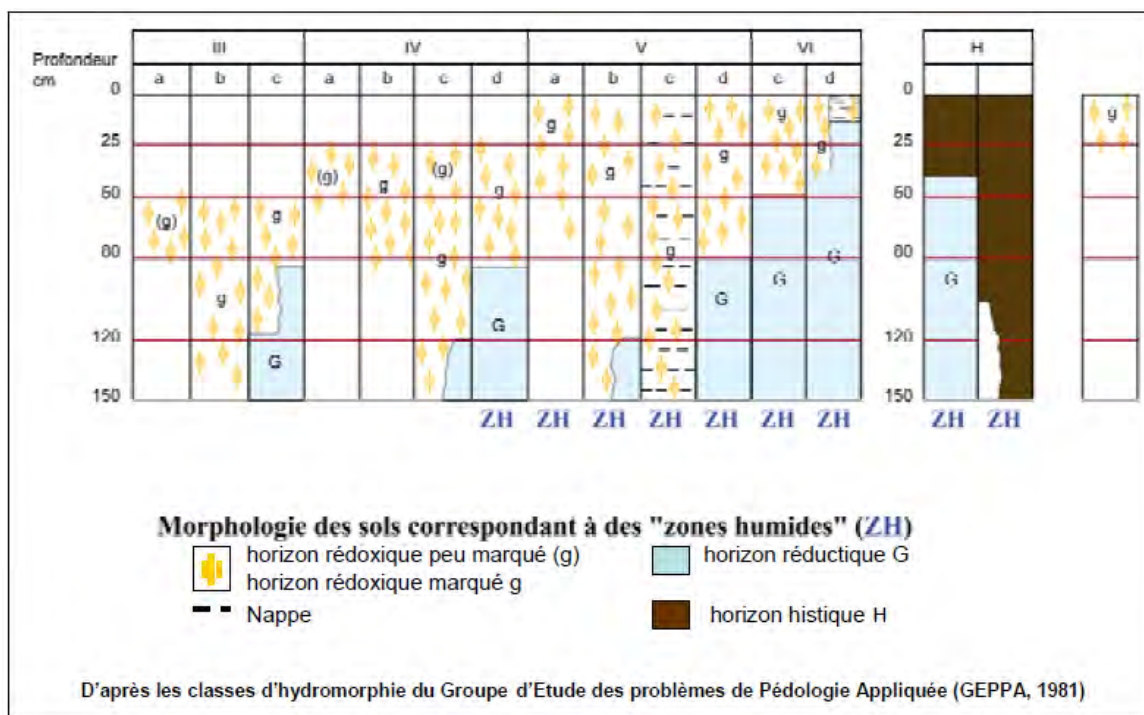 III IV V VI H
Profondeur
cm
a b c a b c d a b c d c d
0 0
g g g
25 25
(g) g (g) g g b g g
60 60
(g) g
80 80
g g g G G
G G G
120 120
G
150 150
ZH ZH ZH ZH ZH ZH ZH ZH ZH
Morphologie des sols correspondant à des "zones humides" (ZH)
horizon rédoxique peu marqué (g) horizon réductique G
horizon rédoxique marqué g
Nappe horizon histique H
D'après les classes d'hydromorphie du Groupe d'Etude des problèmes de Pédologie Appliquée (GEPPA, 1981)